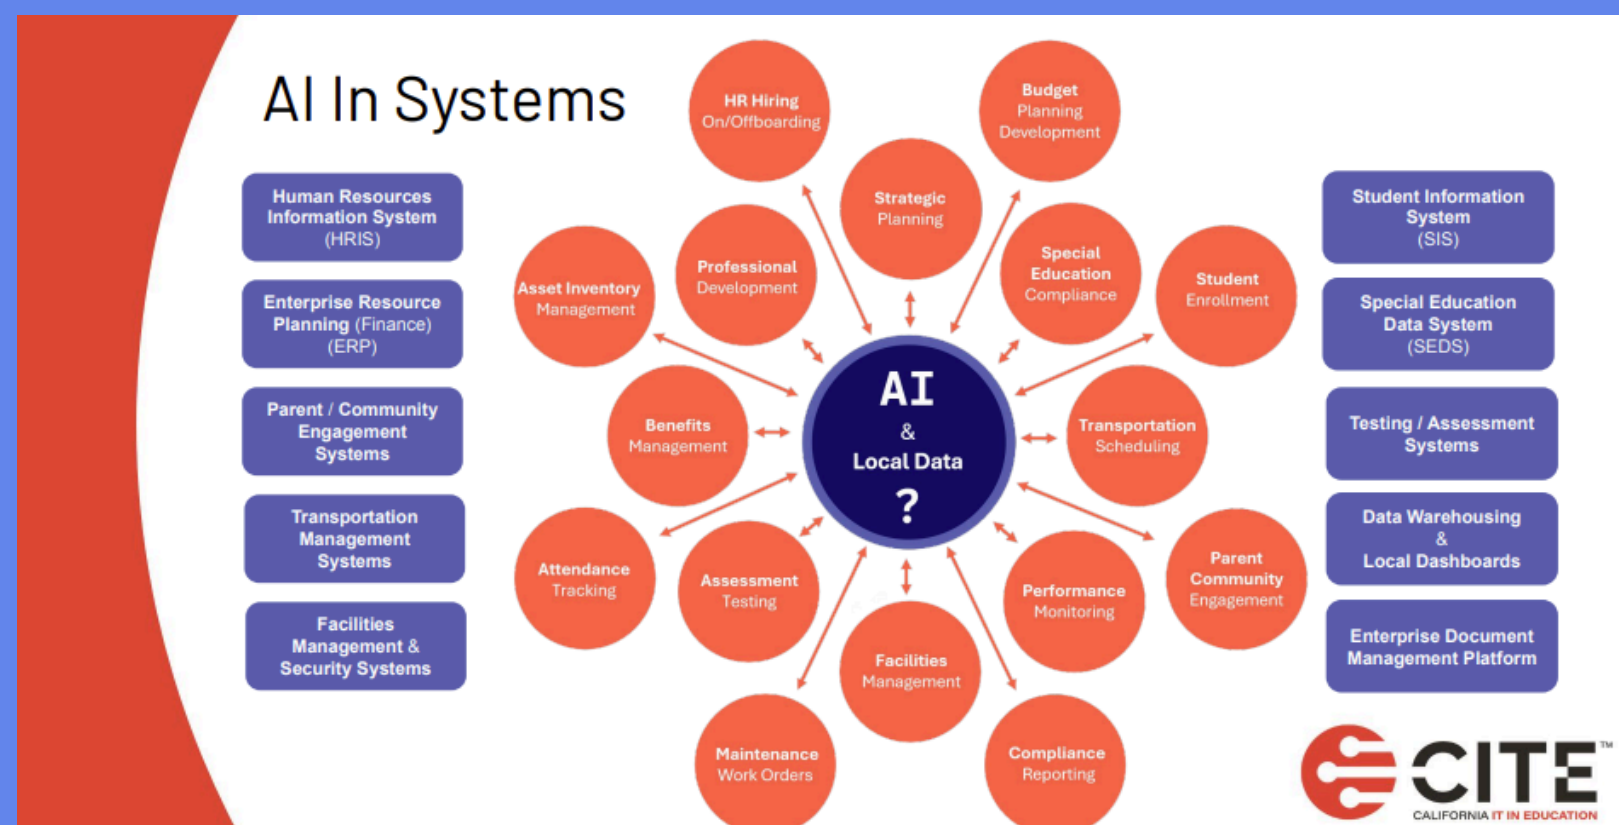 AI In Systems
Human Resources
Information System
(HRIS)
Enterprise Resource
Planning (Finance)
(ERP)
Parent / Community
Engagement
Systems
Transportation
Management
Systems
Facilities
Management &
Security Systems
HR Hiring
On/Offboarding
Budget
Planning
Development
Strategic
Planning
Professional
Development
Special
Education
Compliance
Asset Inventory
Management
Student
Enrollment
Benefits
Management
AI
&
Local Data
?
Transportation
Scheduling
Attendance
Tracking
Assessment
Testing
Performance
Monitoring
Parent
Community
Engagement
Facilities
Management
Maintenance
Work Orders
Compliance
Reporting
Student Information
System
(SIS)
Special Education
Data System
(SEDS)
Testing / Assessment
Systems
Data Warehousing
&
Local Dashboards
Enterprise Document
Management Platform
CITE™
CALIFORNIA IT IN EDUCATION